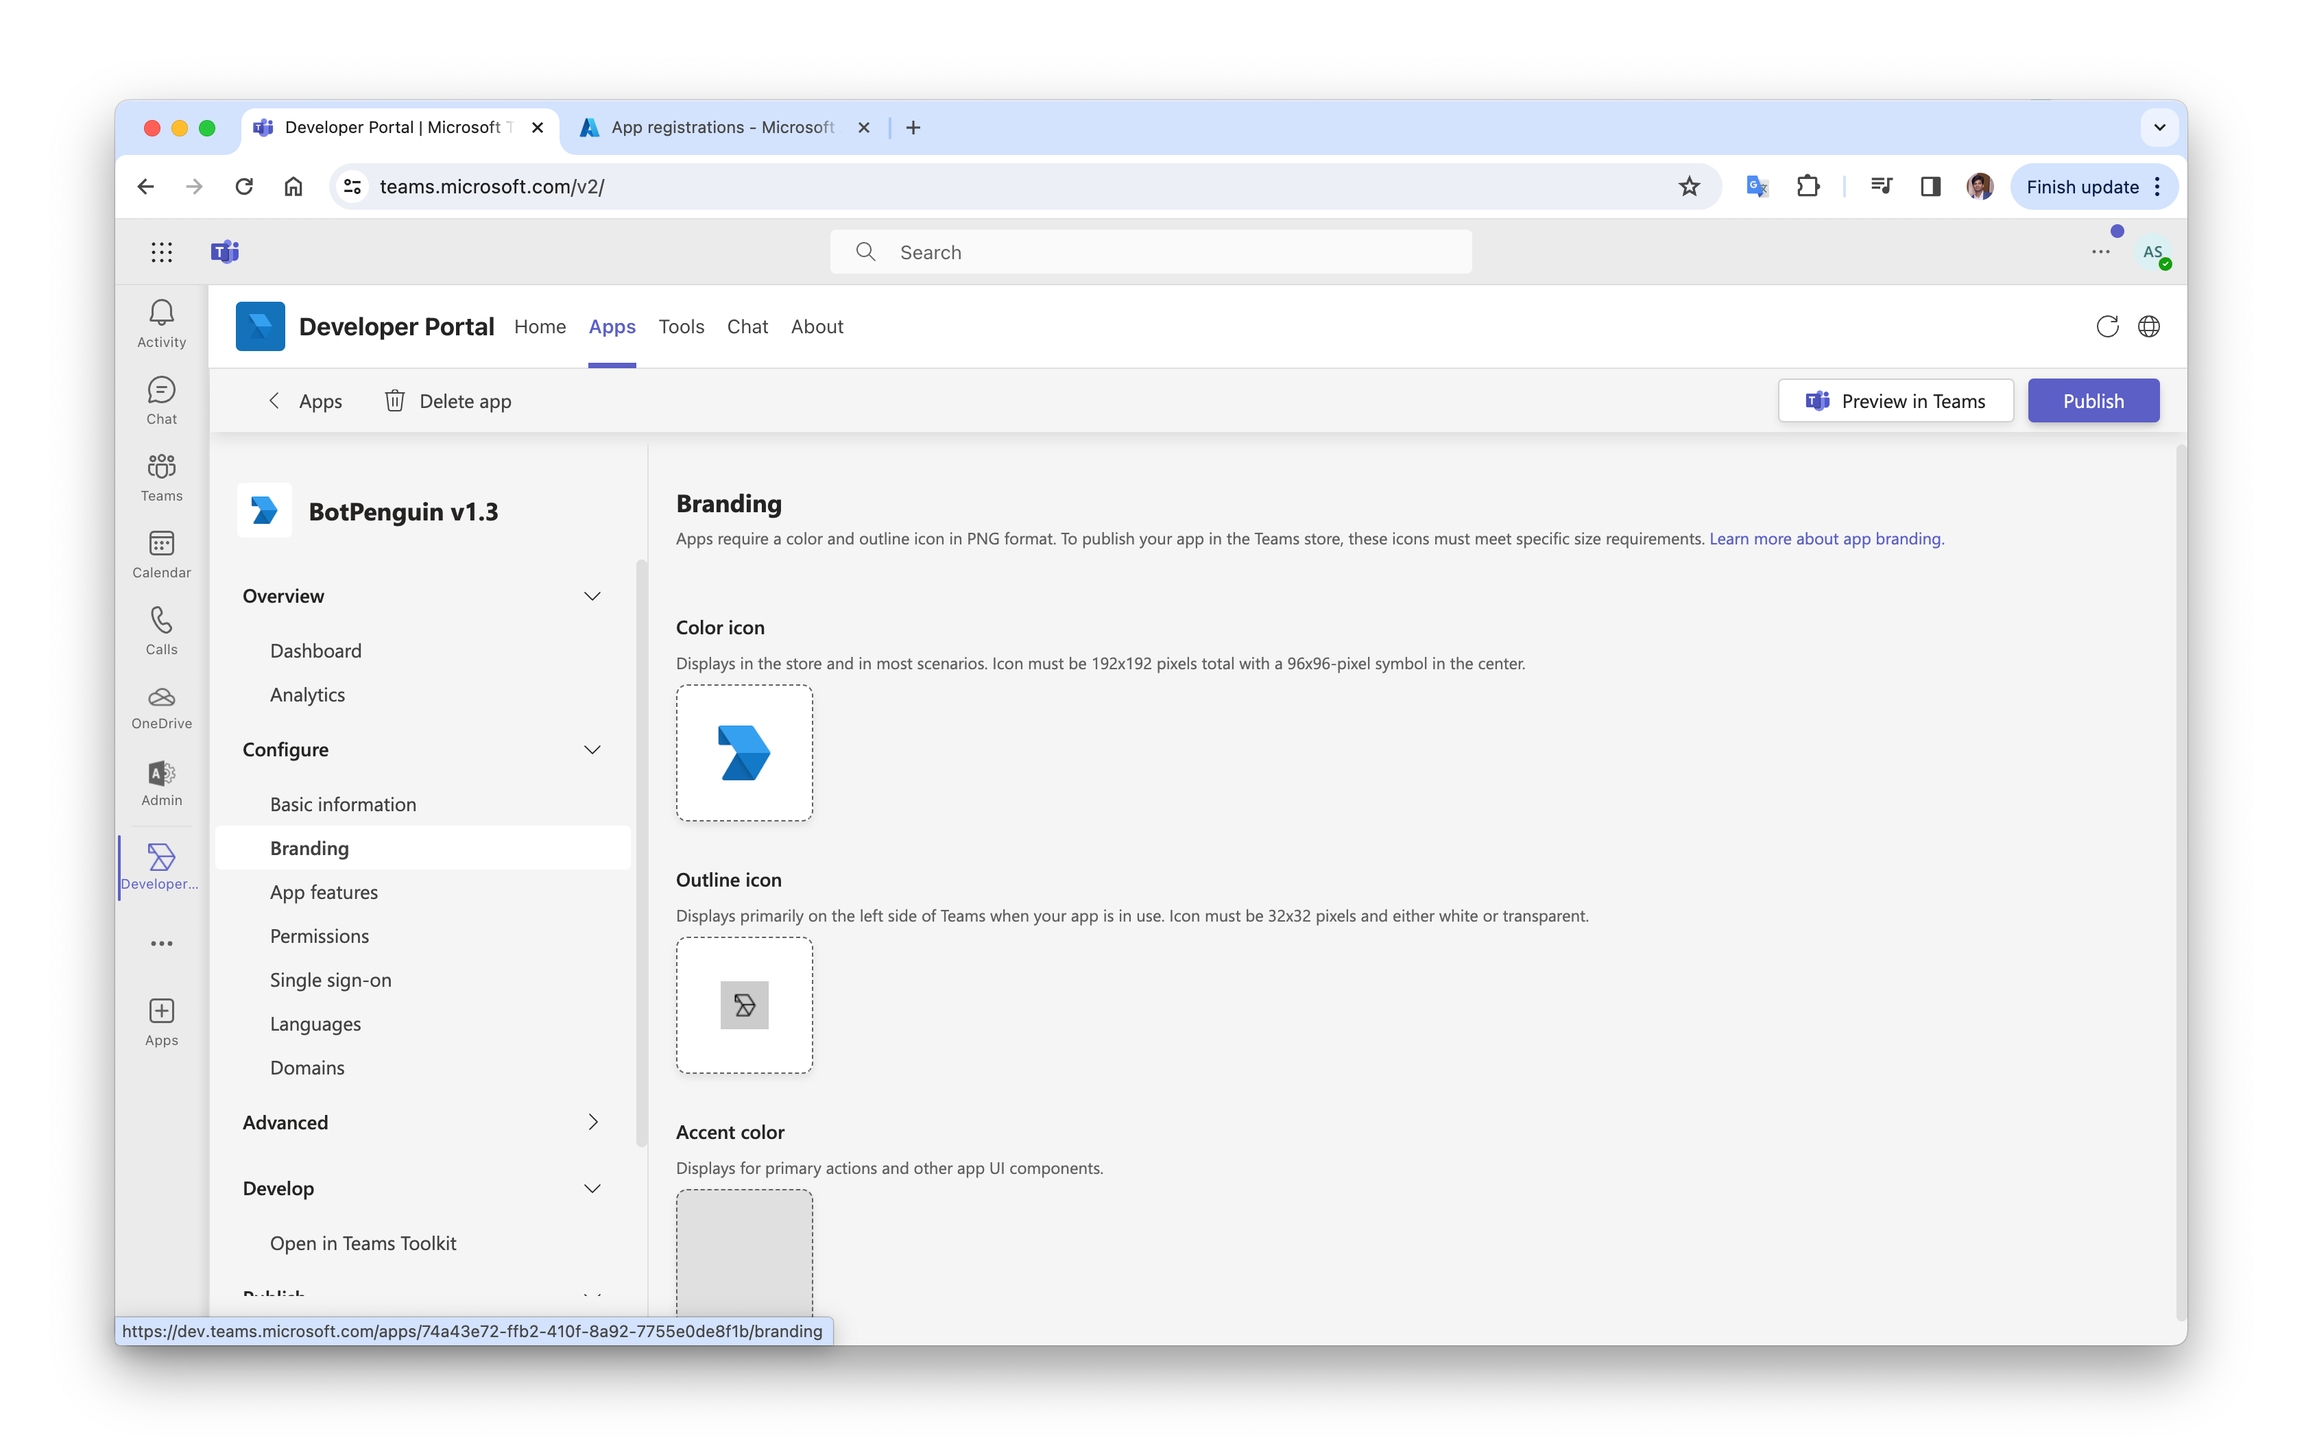 Developer Portal | Microsoft T
App registrations - Microsoft
teams.microsoft.com/v2/
Finish update
Search
AS
Activity
Chat
Teams
Calendar
Calls
OneDrive
Admin
Developer...
Apps
Developer Portal
Home
Apps
Tools
Chat
About
Apps
Delete app
Preview in Teams
Publish
BotPenguin v1.3
Overview
Dashboard
Analytics
Configure
Basic information
Branding
App features
Permissions
Single sign-on
Languages
Domains
Advanced
Develop
Open in Teams Toolkit
Publish
Branding
Apps require a color and outline icon in PNG format. To publish your app in the Teams store, these icons must meet specific size requirements. Learn more about app branding.
Color icon
Displays in the store and in most scenarios. Icon must be 192x192 pixels total with a 96x96-pixel symbol in the center.
Outline icon
Displays primarily on the left side of Teams when your app is in use. Icon must be 32x32 pixels and either white or transparent.
Accent color
Displays for primary actions and other app UI components.
https://dev.teams.microsoft.com/apps/74a43e72-ffb2-410f-8a92-7755e0de8f1b/branding